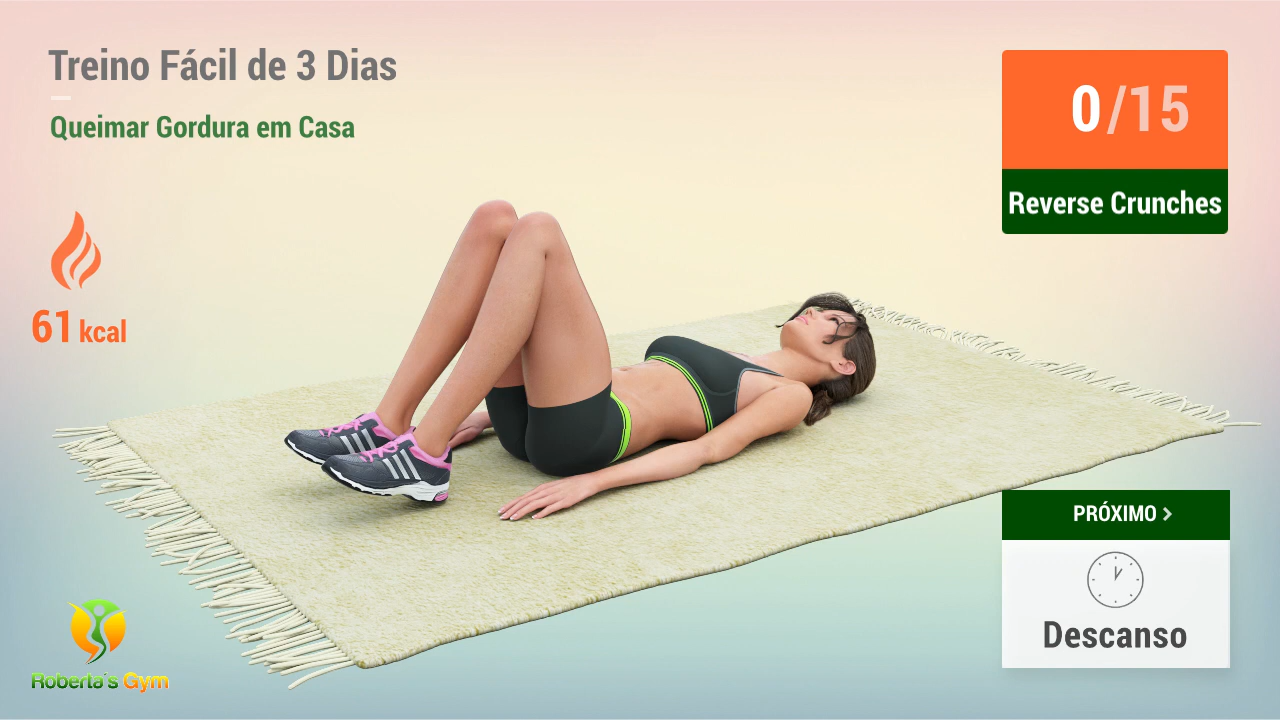 Treino Fácil de 3 Dias
Queimar Gordura em Casa
0/15
Reverse Crunches
61 kcal
PRÓXIMO >
Descanso
Roberta's Gym